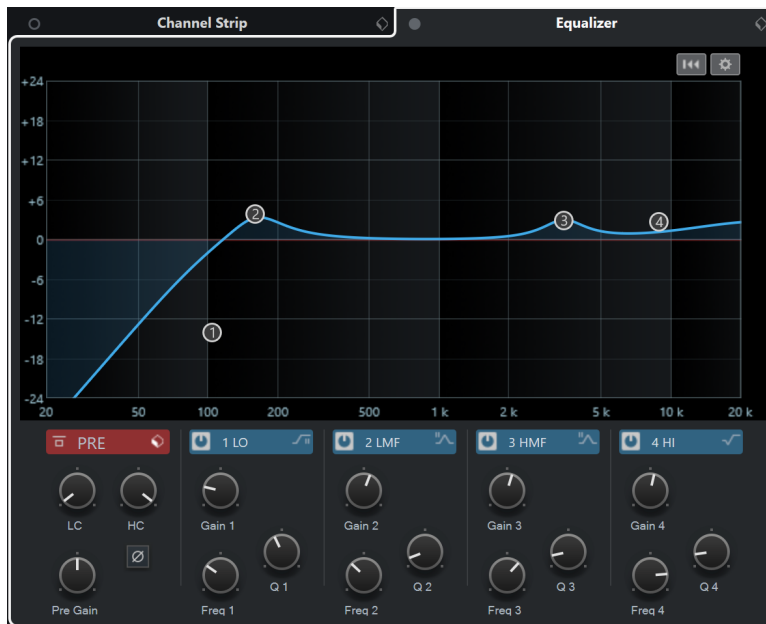 Channel Strip Equalizer
+24
+18
+12
+6
0
-6
-12
-18
-24
2
3
4
1
20 50 100 200 500 1 k 2 k 5 k 10 k 20 k
PRE 1 LO 2 LMF 3 HMF 4 HI
LC HC Gain 1 Gain 2 Gain 3 Gain 4
Q 1 Q 2 Q 3 Q 4
Pre Gain Freq 1 Freq 2 Freq 3 Freq 4